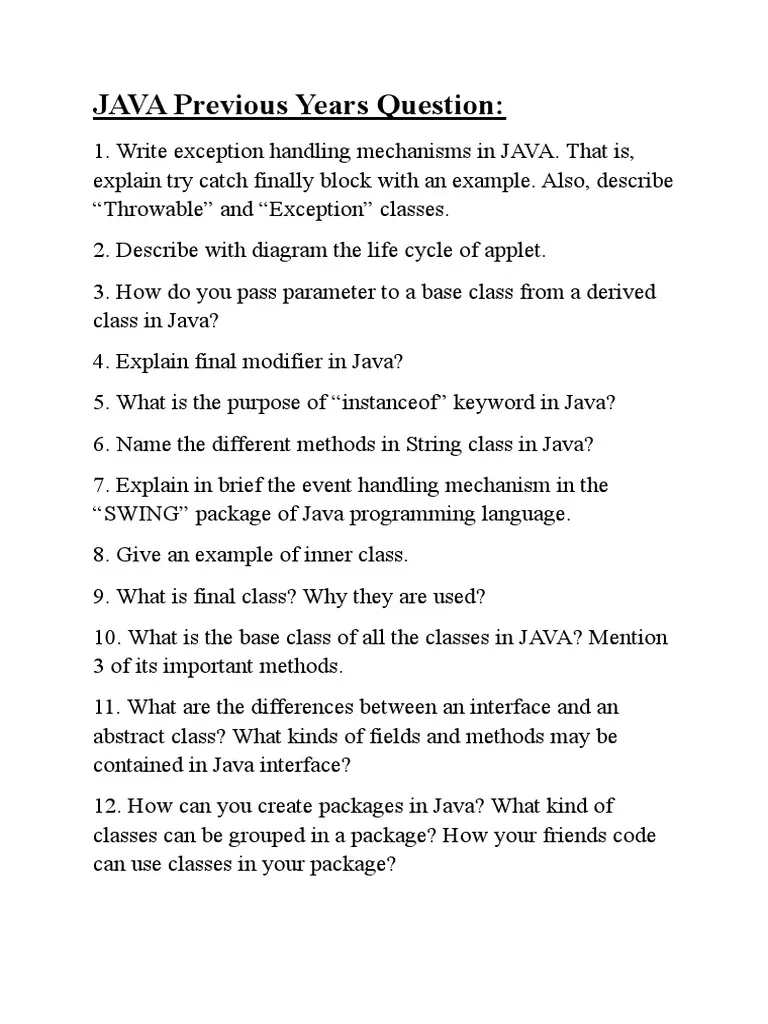 JAVA Previous Years Question:
1. Write exception handling mechanisms in JAVA. That is,
explain try catch finally block with an example. Also, describe
“Throwable” and “Exception” classes.
2. Describe with diagram the life cycle of applet.
3. How do you pass parameter to a base class from a derived
class in Java?
4. Explain final modifier in Java?
5. What is the purpose of “instanceof” keyword in Java?
6. Name the different methods in String class in Java?
7. Explain in brief the event handling mechanism in the
“SWING” package of Java programming language.
8. Give an example of inner class.
9. What is final class? Why they are used?
10. What is the base class of all the classes in JAVA? Mention
3 of its important methods.
11. What are the differences between an interface and an
abstract class? What kinds of fields and methods may be
contained in Java interface?
12. How can you create packages in Java? What kind of
classes can be grouped in a package? How your friends code
can use classes in your package?